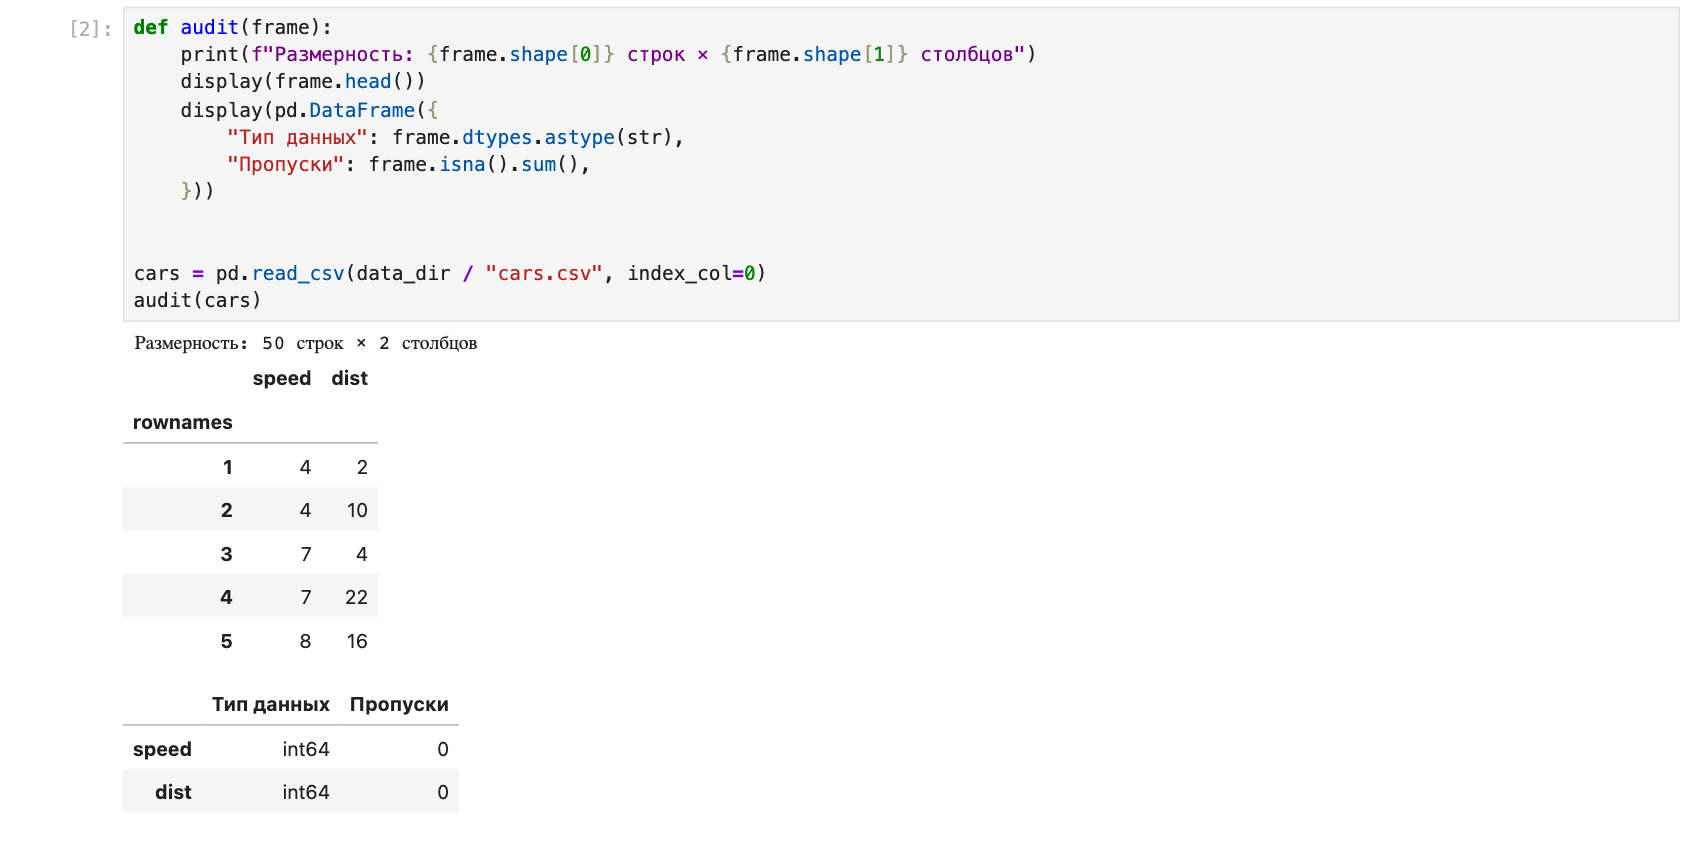 [2]: def audit(frame):
    print(f"Размерность: {frame.shape[0]} строк × {frame.shape[1]} столбцов")
    display(frame.head())
    display(pd.DataFrame({
        "Тип данных": frame.dtypes.astype(str),
        "Пропуски": frame.isna().sum(),
    }))
cars = pd.read_csv(data_dir / "cars.csv", index_col=0)
audit(cars)
Размерность: 50 строк × 2 столбцов
speed dist
rownames
1 4 2
2 4 10
3 7 4
4 7 22
5 8 16
Тип данных Пропуски
speed int64 0
dist int64 0